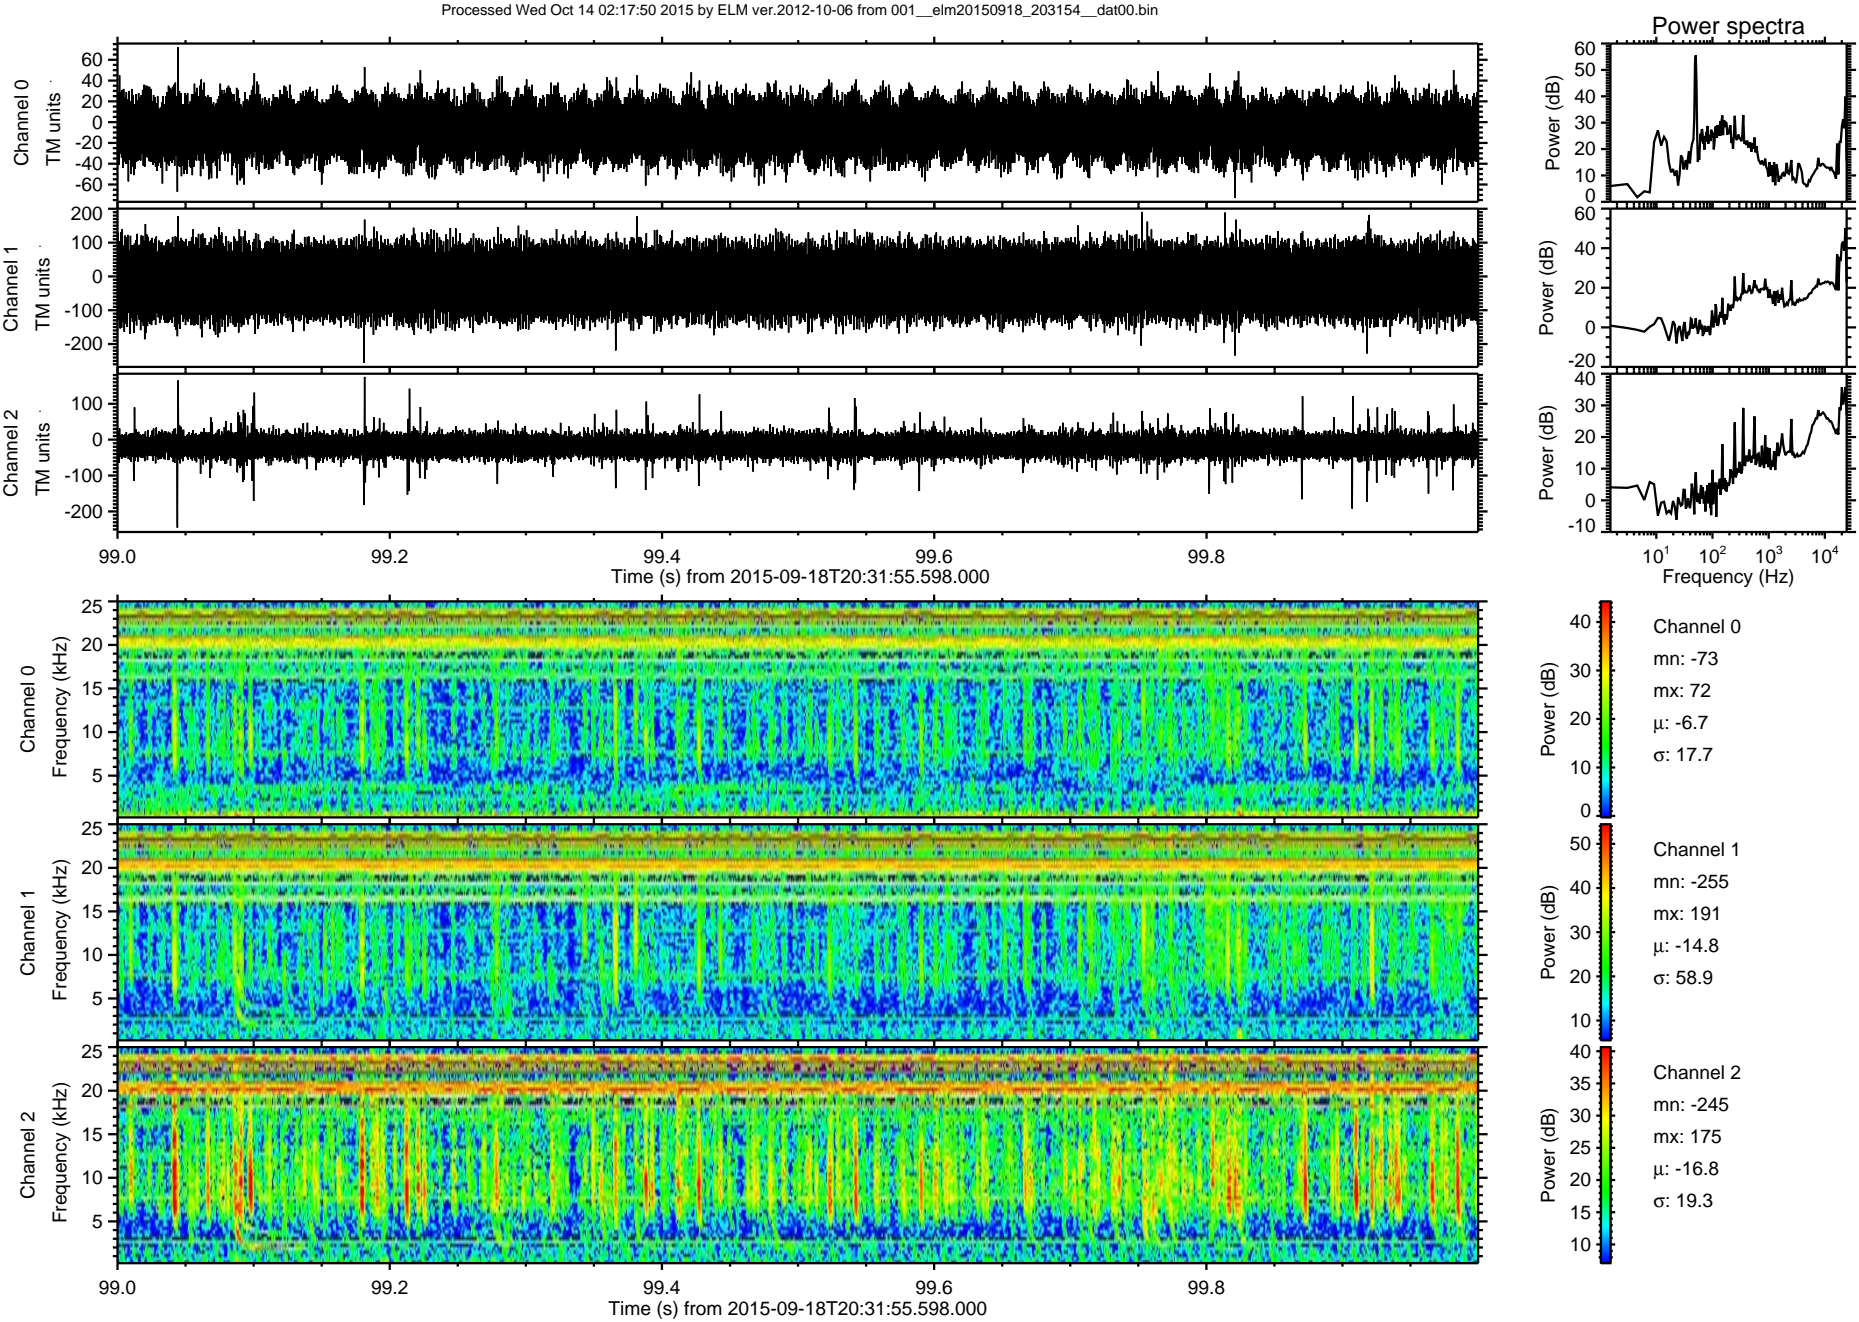 Processed Wed Oct 14 02:17:50 2015 by ELM ver.2012-10-06 from 001__elm20150918_203154__dat00.bin
Power spectra
Channel 0
TM units
60
40
20
0
-20
-40
-60
Power (dB)
60
50
40
30
20
10
0
Channel 1
TM units
200
100
0
-100
-200
Power (dB)
60
40
20
0
-20
Channel 2
TM units
100
0
-100
-200
Power (dB)
40
30
20
10
0
-10
99.0 99.2 99.4 99.6 99.8
Time (s) from 2015-09-18T20:31:55.598.000
10^1 10^2 10^3 10^4
Frequency (Hz)
Channel 0
Frequency (kHz)
25
20
15
10
5
Power (dB)
40
30
20
10
0
Channel 0
mn: -73
mx: 72
μ: -6.7
σ: 17.7
Channel 1
Frequency (kHz)
25
20
15
10
5
Power (dB)
50
40
30
20
10
Channel 1
mn: -255
mx: 191
μ: -14.8
σ: 58.9
Channel 2
Frequency (kHz)
25
20
15
10
5
Power (dB)
40
35
30
25
20
15
10
Channel 2
mn: -245
mx: 175
μ: -16.8
σ: 19.3
99.0 99.2 99.4 99.6 99.8
Time (s) from 2015-09-18T20:31:55.598.000